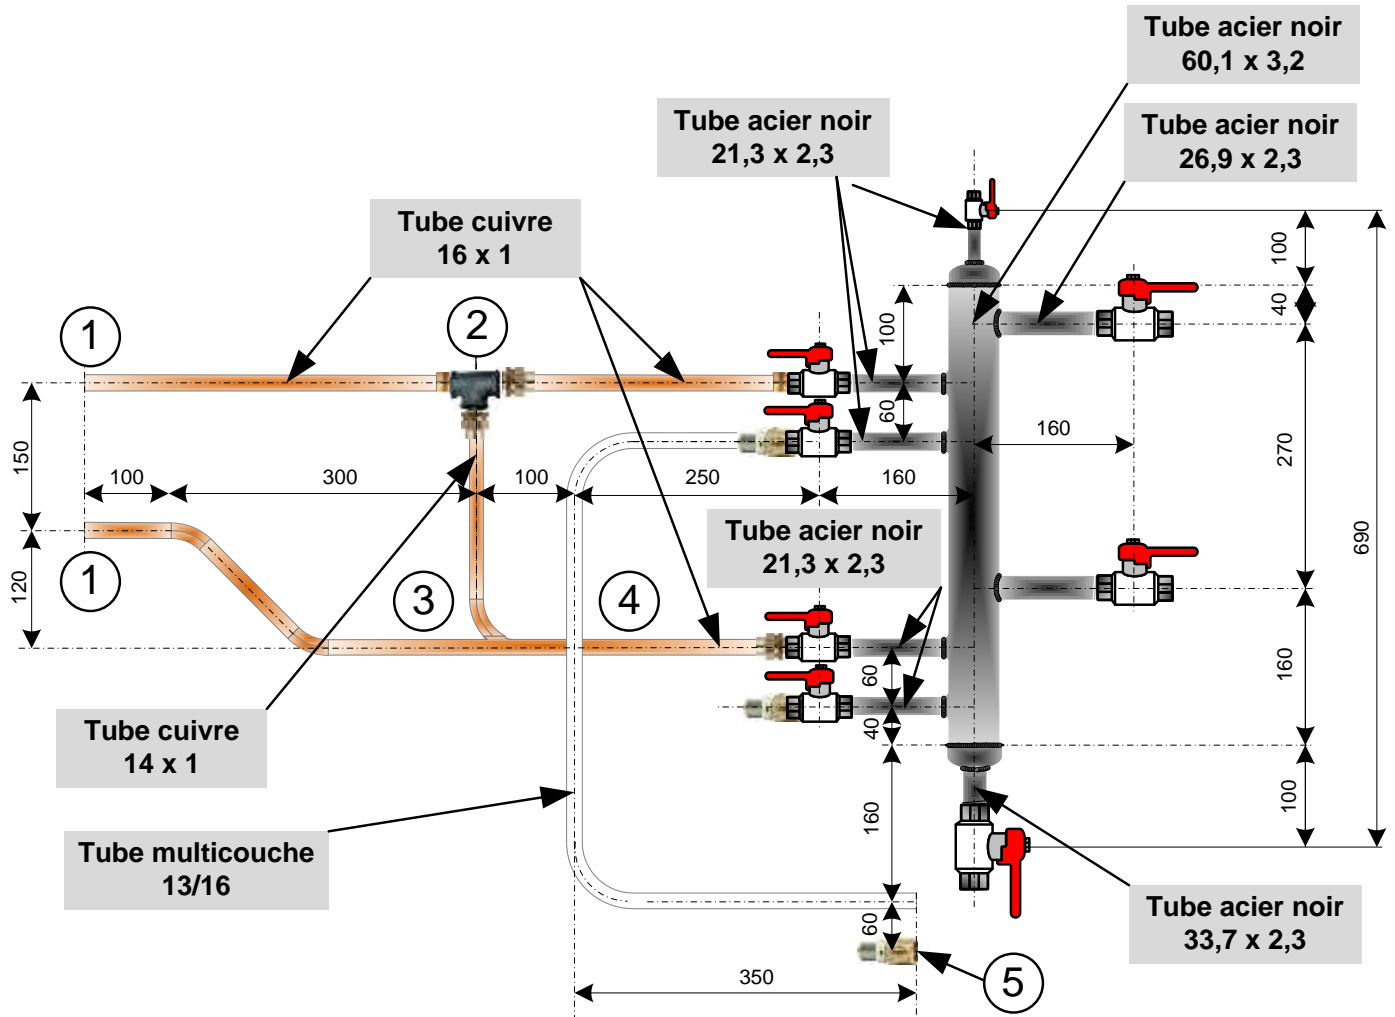 Tube acier noir
60,1 x 3,2
Tube acier noir
21,3 x 2,3
Tube acier noir
26,9 x 2,3
Tube cuivre
16 x 1
1
2
100
100
40
60
160
270
150
100
300
100
250
160
690
Tube acier noir
21,3 x 2,3
120
1
3
4
60
160
40
Tube cuivre
14 x 1
160
100
Tube multicouche
13/16
60
Tube acier noir
33,7 x 2,3
350
5